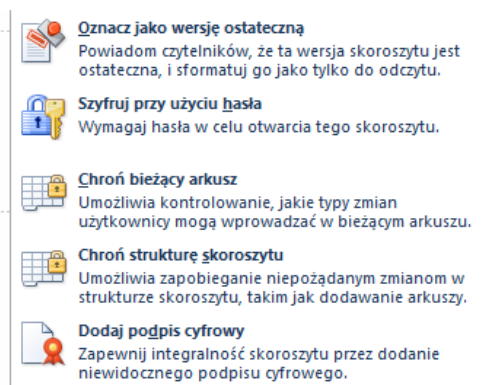 Oznacz jako wersję ostateczną
Powiadom czytelników, że ta wersja skoroszytu jest
ostateczna, i sformatuj go jako tylko do odczytu.
Szyfruj przy użyciu hasła
Wymagaj hasła w celu otwarcia tego skoroszytu.
Chroń bieżący arkusz
Umożliwia kontrolowanie, jakie typy zmian
użytkownicy mogą wprowadzać w bieżącym arkuszu.
Chroń strukturę skoroszytu
Umożliwia zapobieganie niepożądanym zmianom w
strukturze skoroszytu, takim jak dodawanie arkuszy.
Dodaj podpis cyfrowy
Zapewnij integralność skoroszytu przez dodanie
niewidocznego podpisu cyfrowego.